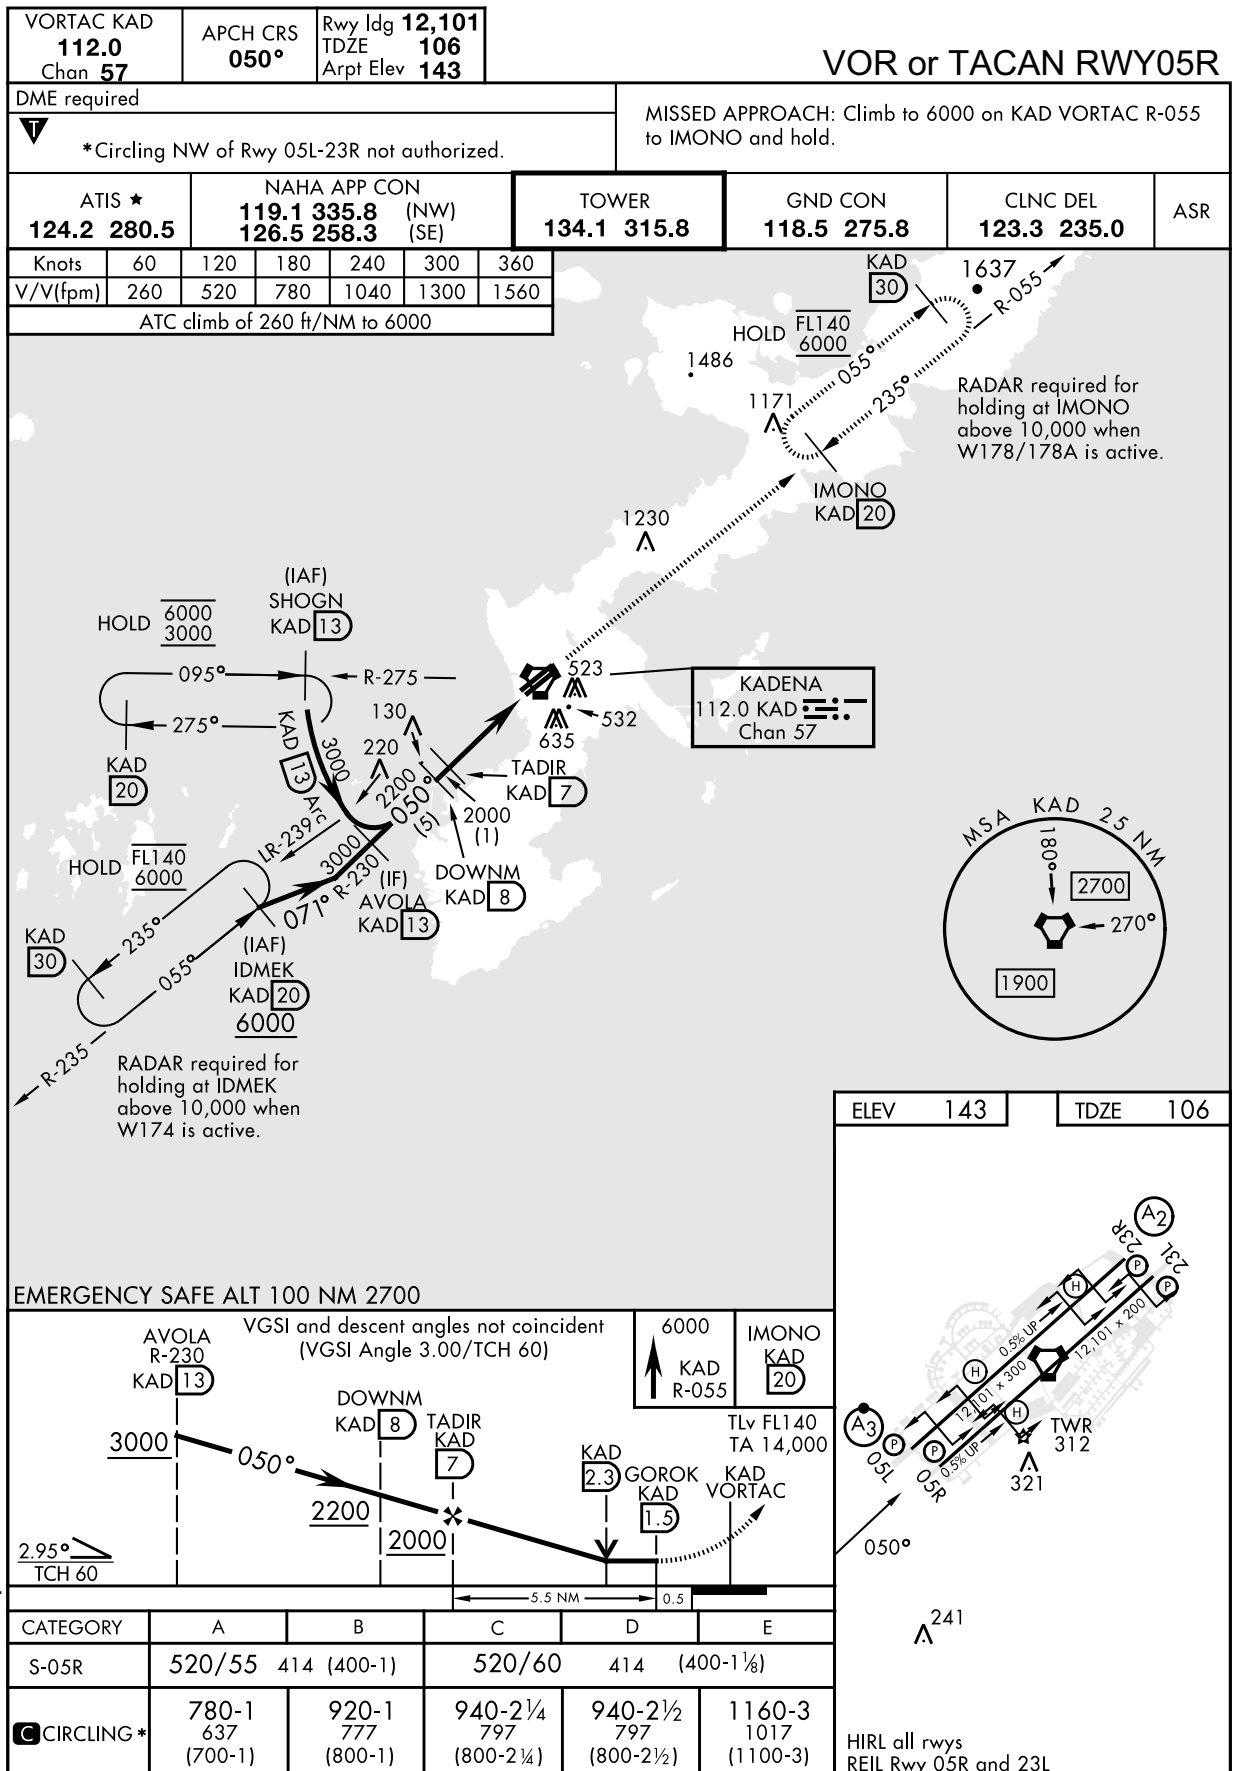 VORTAC KAD
112.0
Chan 57
APCH CRS
050°
Rwy ldg 12,101
TDZE 106
Arpt Elev 143
VOR or TACAN RWY05R
DME required
T
*Circling NW of Rwy 05L-23R not authorized.
MISSED APPROACH: Climb to 6000 on KAD VORTAC R-055
to IMONO and hold.
ATIS ★
124.2 280.5
NAHA APP CON
119.1 335.8 (NW)
126.5 258.3 (SE)
TOWER
134.1 315.8
GND CON
118.5 275.8
CLNC DEL
123.3 235.0
ASR
Knots 60 120 180 240 300 360
V/V(fpm) 260 520 780 1040 1300 1560
ATC climb of 260 ft/NM to 6000
KAD
30
1637
R-055
HOLD FL140
6000
055°
235°
1486
1171
RADAR required for
holding at IMONO
above 10,000 when
W178/178A is active.
IMONO
KAD 20
1230
(IAF)
SHOGN
KAD 13
HOLD 6000
3000
095°
R-275
275°
KAD
20
KAD 13 Arc
3000
130
220
523
532
635
KADENA
112.0 KAD
Chan 57
TADIR
KAD 7
2200
050°
(5)
2000
(1)
DOWNM
KAD 8
LR-239
3000
R-230
071°
(IF)
AVOLA
KAD 13
HOLD FL140
6000
KAD
30
235°
055°
(IAF)
IDMEK
KAD 20
6000
R-235
RADAR required for
holding at IDMEK
above 10,000 when
W174 is active.
MSA KAD 25 NM
180°
2700
270°
1900
ELEV 143
TDZE 106
EMERGENCY SAFE ALT 100 NM 2700
A2
23R
23L
P
P
H
0.5% UP
12,101 x 200
H
12,101 x 300
H
A3
P
P
05L
05R
0.5% UP
TWR
312
321
050°
241
HIRL all rwys
REIL Rwy 05R and 23L
VGSI and descent angles not coincident
(VGSI Angle 3.00/TCH 60)
6000
KAD
R-055
IMONO
KAD
20
AVOLA
R-230
KAD 13
DOWNM
KAD 8
TADIR
KAD
7
TLv FL140
TA 14,000
3000
050°
2200
2000
KAD
2.3
GOROK
KAD
1.5
KAD
VORTAC
2.95°
TCH 60
5.5 NM
0.5
CATEGORY A B C D E
S-05R 520/55 414 (400-1) 520/60 414 (400-1⅛)
C CIRCLING*
780-1
637
(700-1)
920-1
777
(800-1)
940-2¼
797
(800-2¼)
940-2½
797
(800-2½)
1160-3
1017
(1100-3)